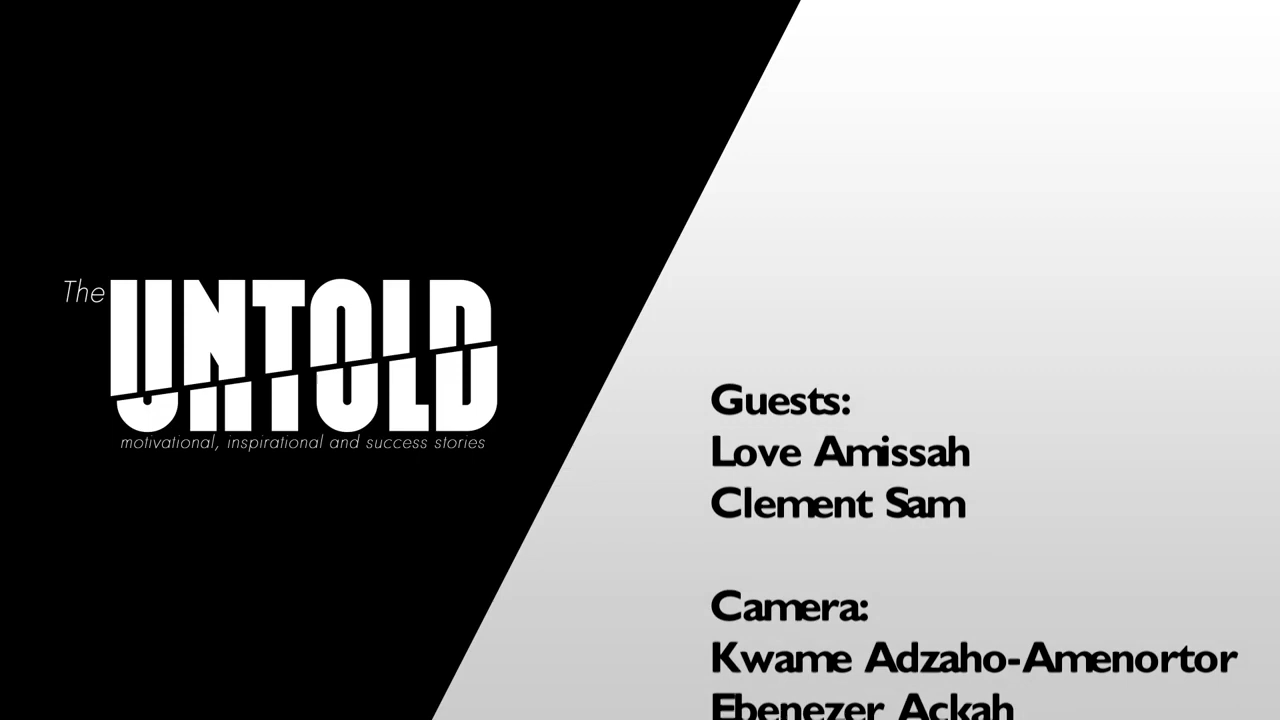 The UNTOLD
motivational, inspirational and success stories
Guests:
Love Amissah
Clement Sam
Camera:
Kwame Adzaho-Amenortor
Ebenezer Ackah